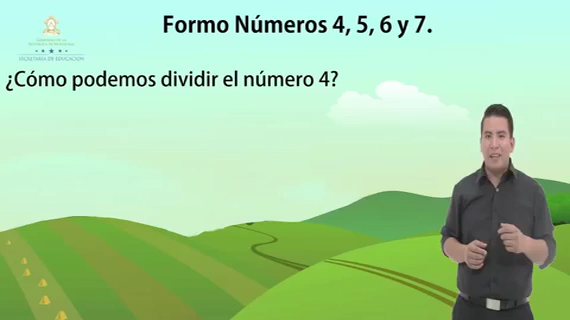 Formo Números 4, 5, 6 y 7.
SECRETARÍA DE EDUCACIÓN
¿Cómo podemos dividir el número 4?